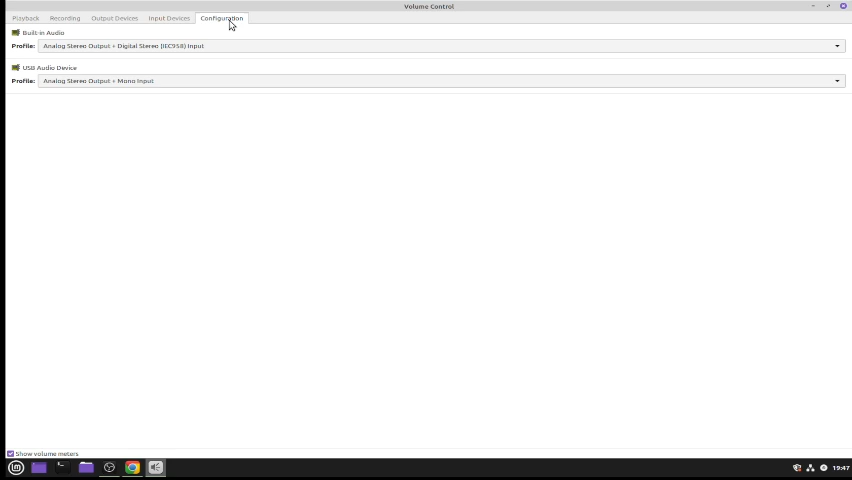 Volume Control
Playback Recording Output Devices Input Devices Configuration
Built-in Audio
Profile: Analog Stereo Output + Digital Stereo (IEC958) Input
USB Audio Device
Profile: Analog Stereo Output + Mono Input
Show volume meters
19:47